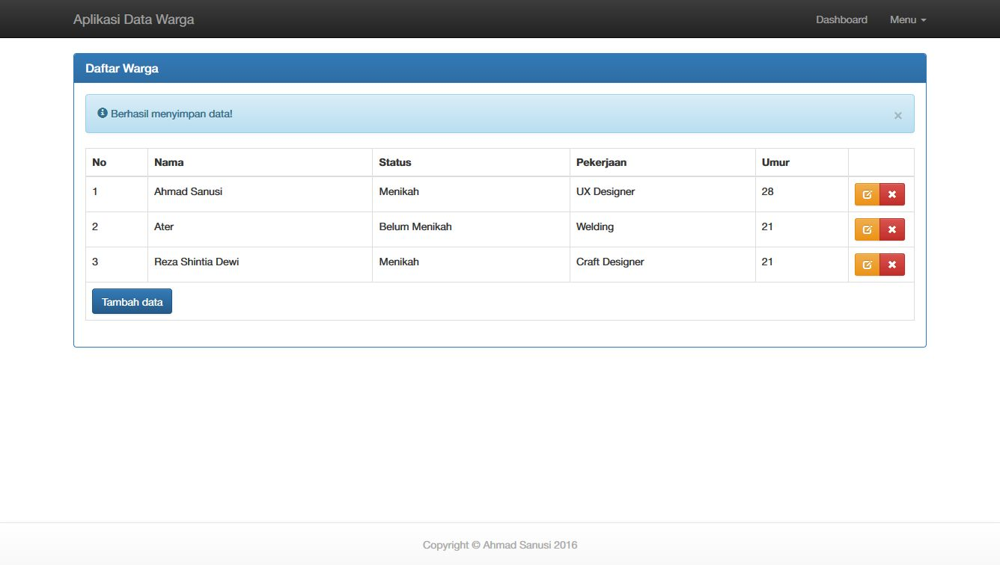 Aplikasi Data Warga Dashboard Menu
Daftar Warga
Berhasil menyimpan data! ×
No Nama Status Pekerjaan Umur
1 Ahmad Sanusi Menikah UX Designer 28
2 Ater Belum Menikah Welding 21
3 Reza Shintia Dewi Menikah Craft Designer 21
Tambah data
Copyright © Ahmad Sanusi 2016